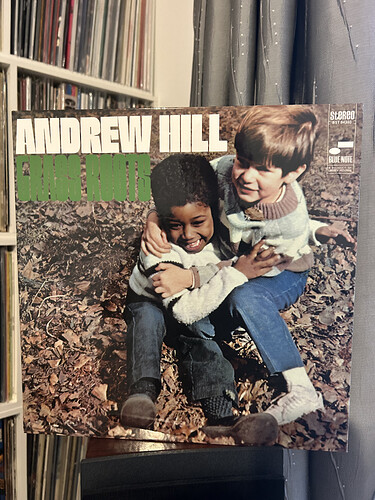 ANDREW HILL
GRASS ROOTS
STEREO
BLUE NOTE